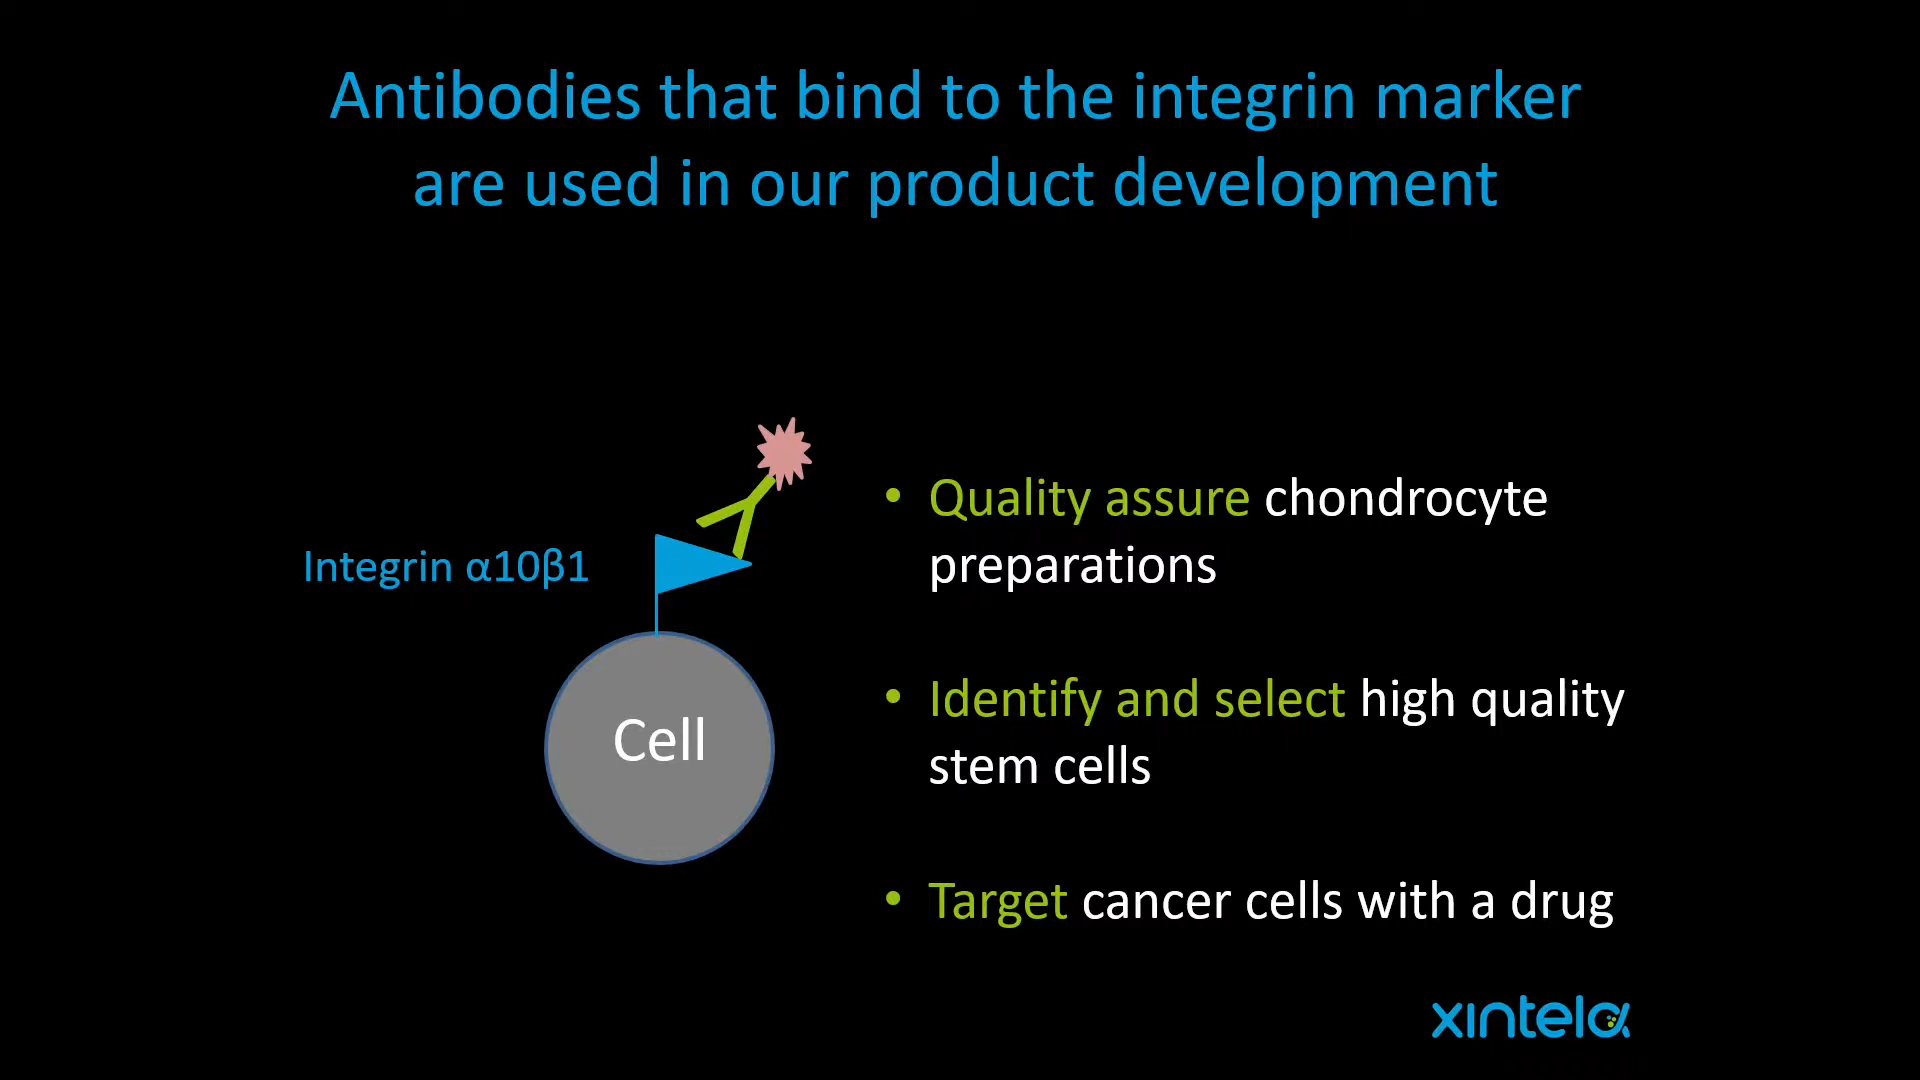 Antibodies that bind to the integrin marker
are used in our product development
Integrin α10β1
Cell
• Quality assure chondrocyte
preparations
• Identify and select high quality
stem cells
• Target cancer cells with a drug
xintela